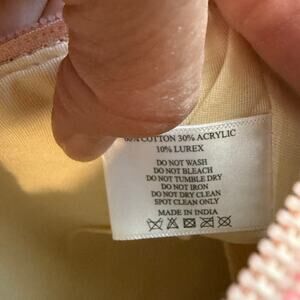 COTTON 30% ACRYLIC
10% LUREX
DO NOT WASH
DO NOT BLEACH
DO NOT TUMBLE DRY
DO NOT IRON
DO NOT DRY CLEAN
SPOT CLEAN ONLY
MADE IN INDIA